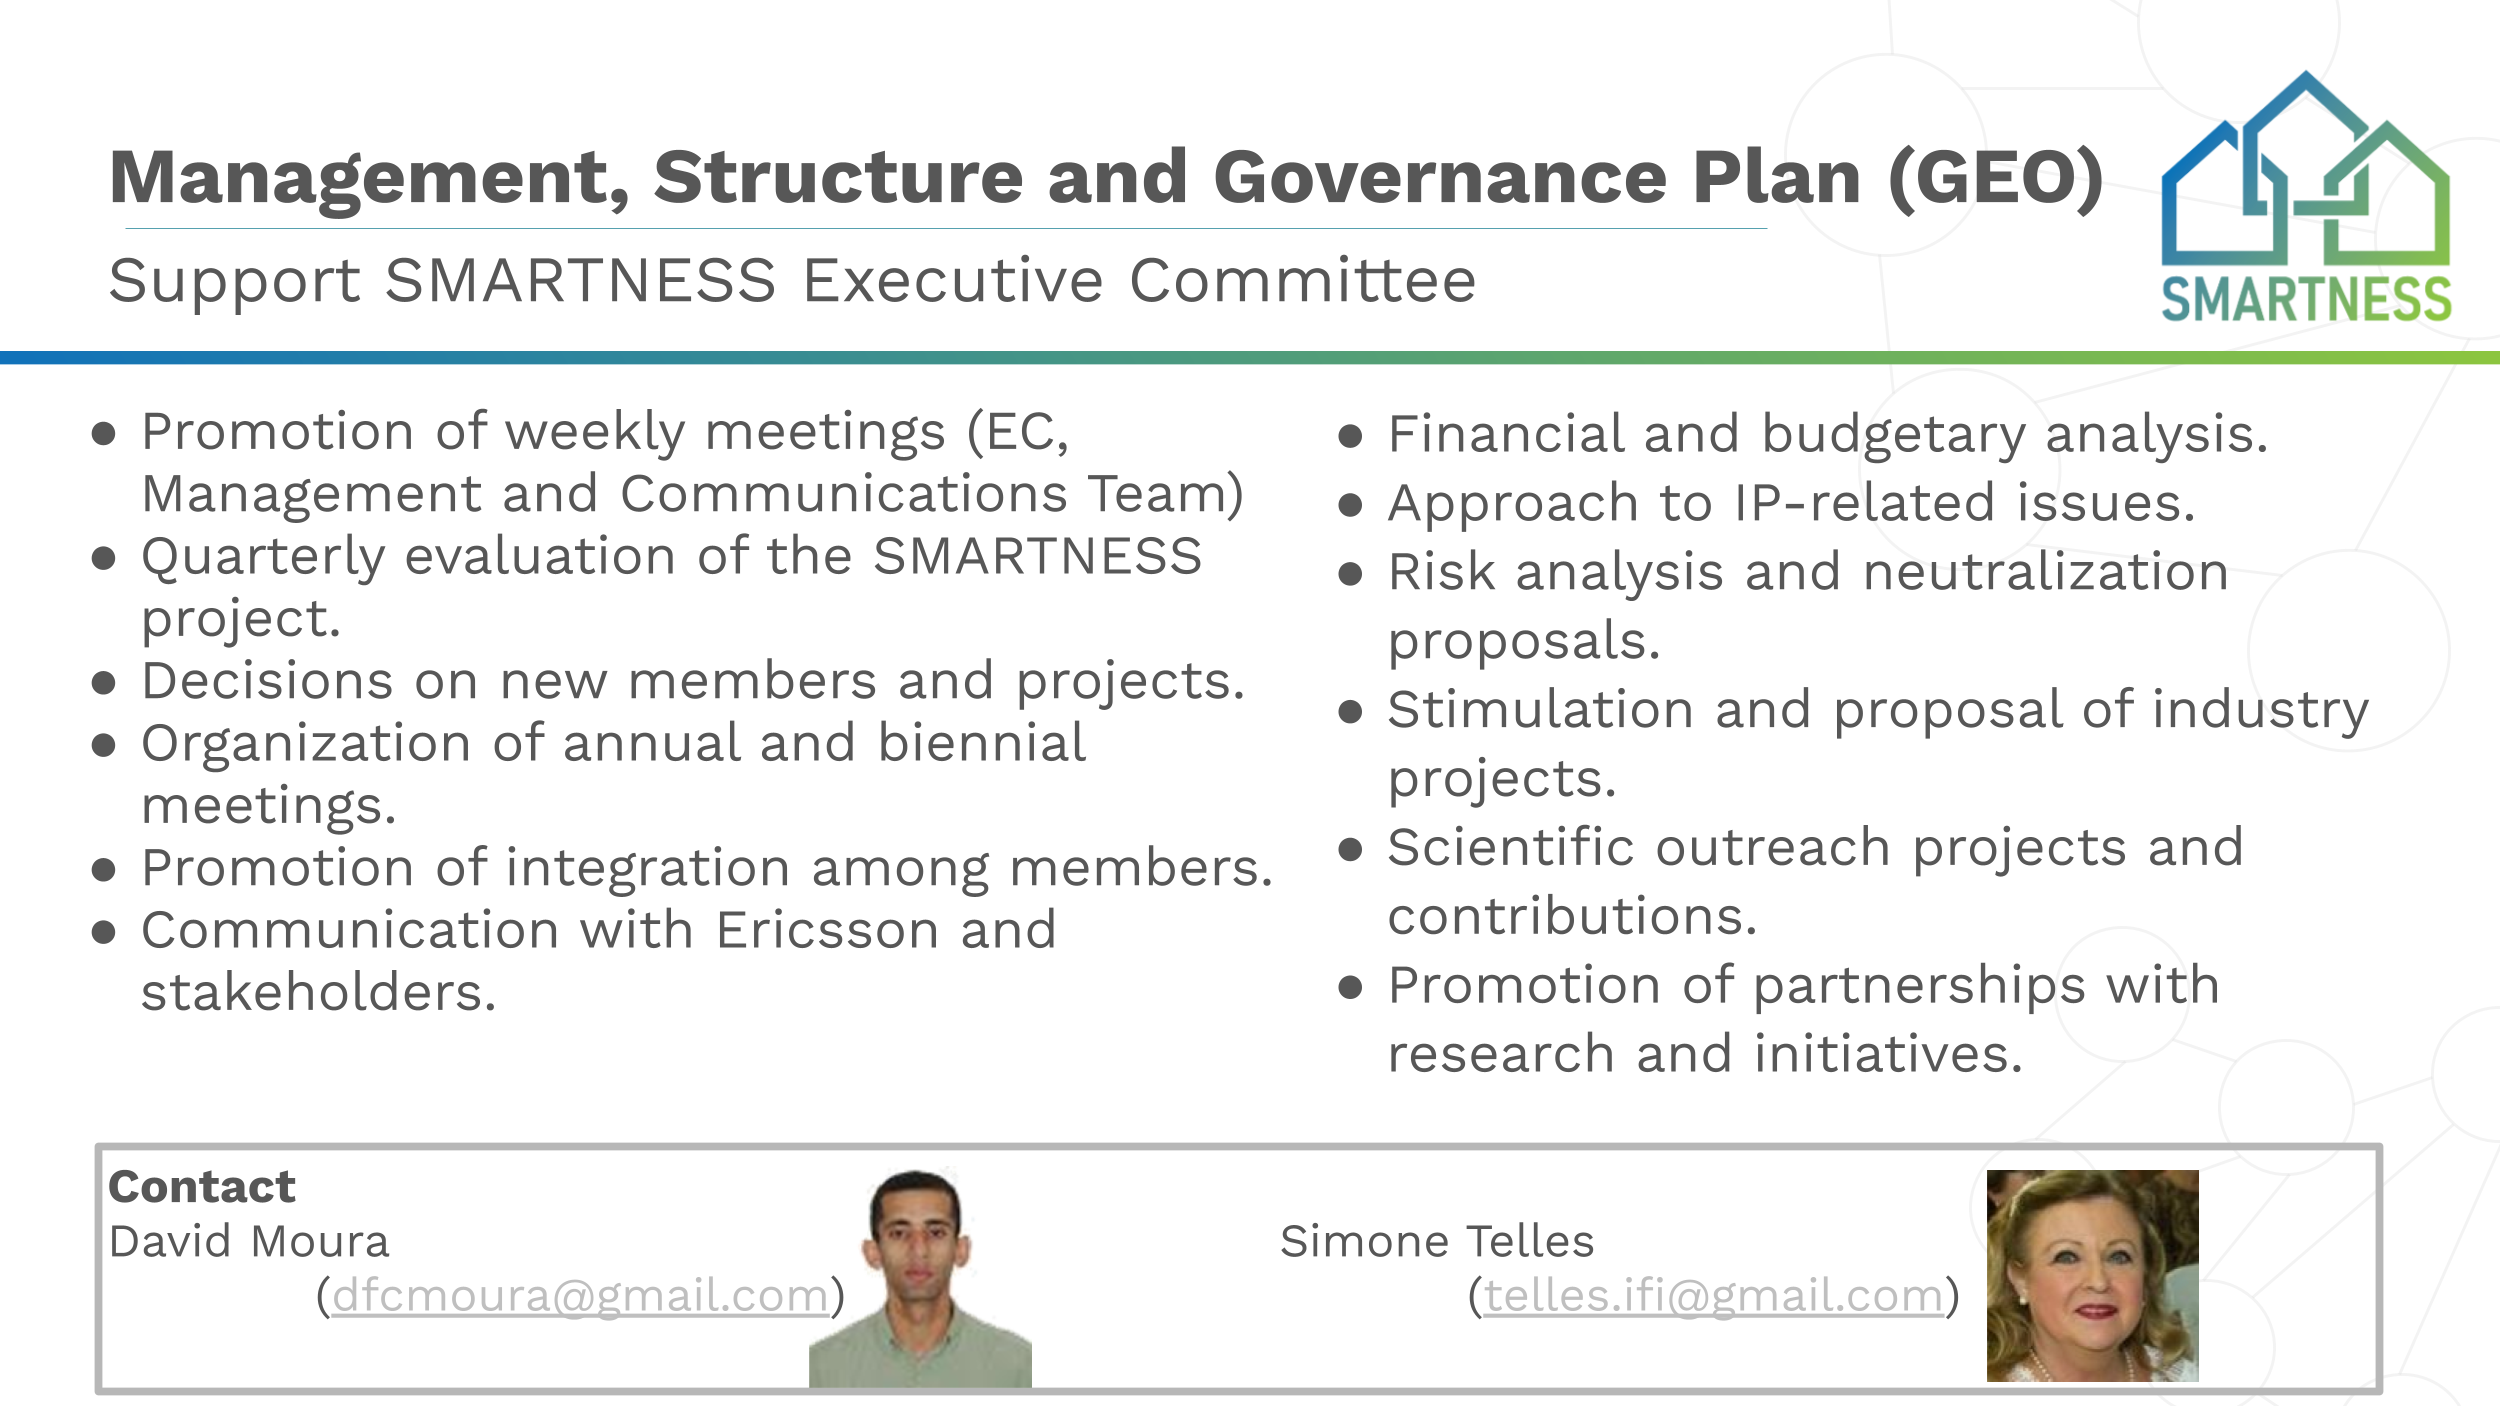 Management, Structure and Governance Plan (GEO)
Support SMARTNESS Executive Committee
SMARTNESS
● Promotion of weekly meetings (EC,
Management and Communications Team)
● Quarterly evaluation of the SMARTNESS
project.
● Decisions on new members and projects.
● Organization of annual and biennial
meetings.
● Promotion of integration among members.
● Communication with Ericsson and
stakeholders.
● Financial and budgetary analysis.
● Approach to IP-related issues.
● Risk analysis and neutralization
proposals.
● Stimulation and proposal of industry
projects.
● Scientific outreach projects and
contributions.
● Promotion of partnerships with
research and initiatives.
Contact
David Moura
(dfcmoura@gmail.com)
Simone Telles
(telles.ifi@gmail.com)